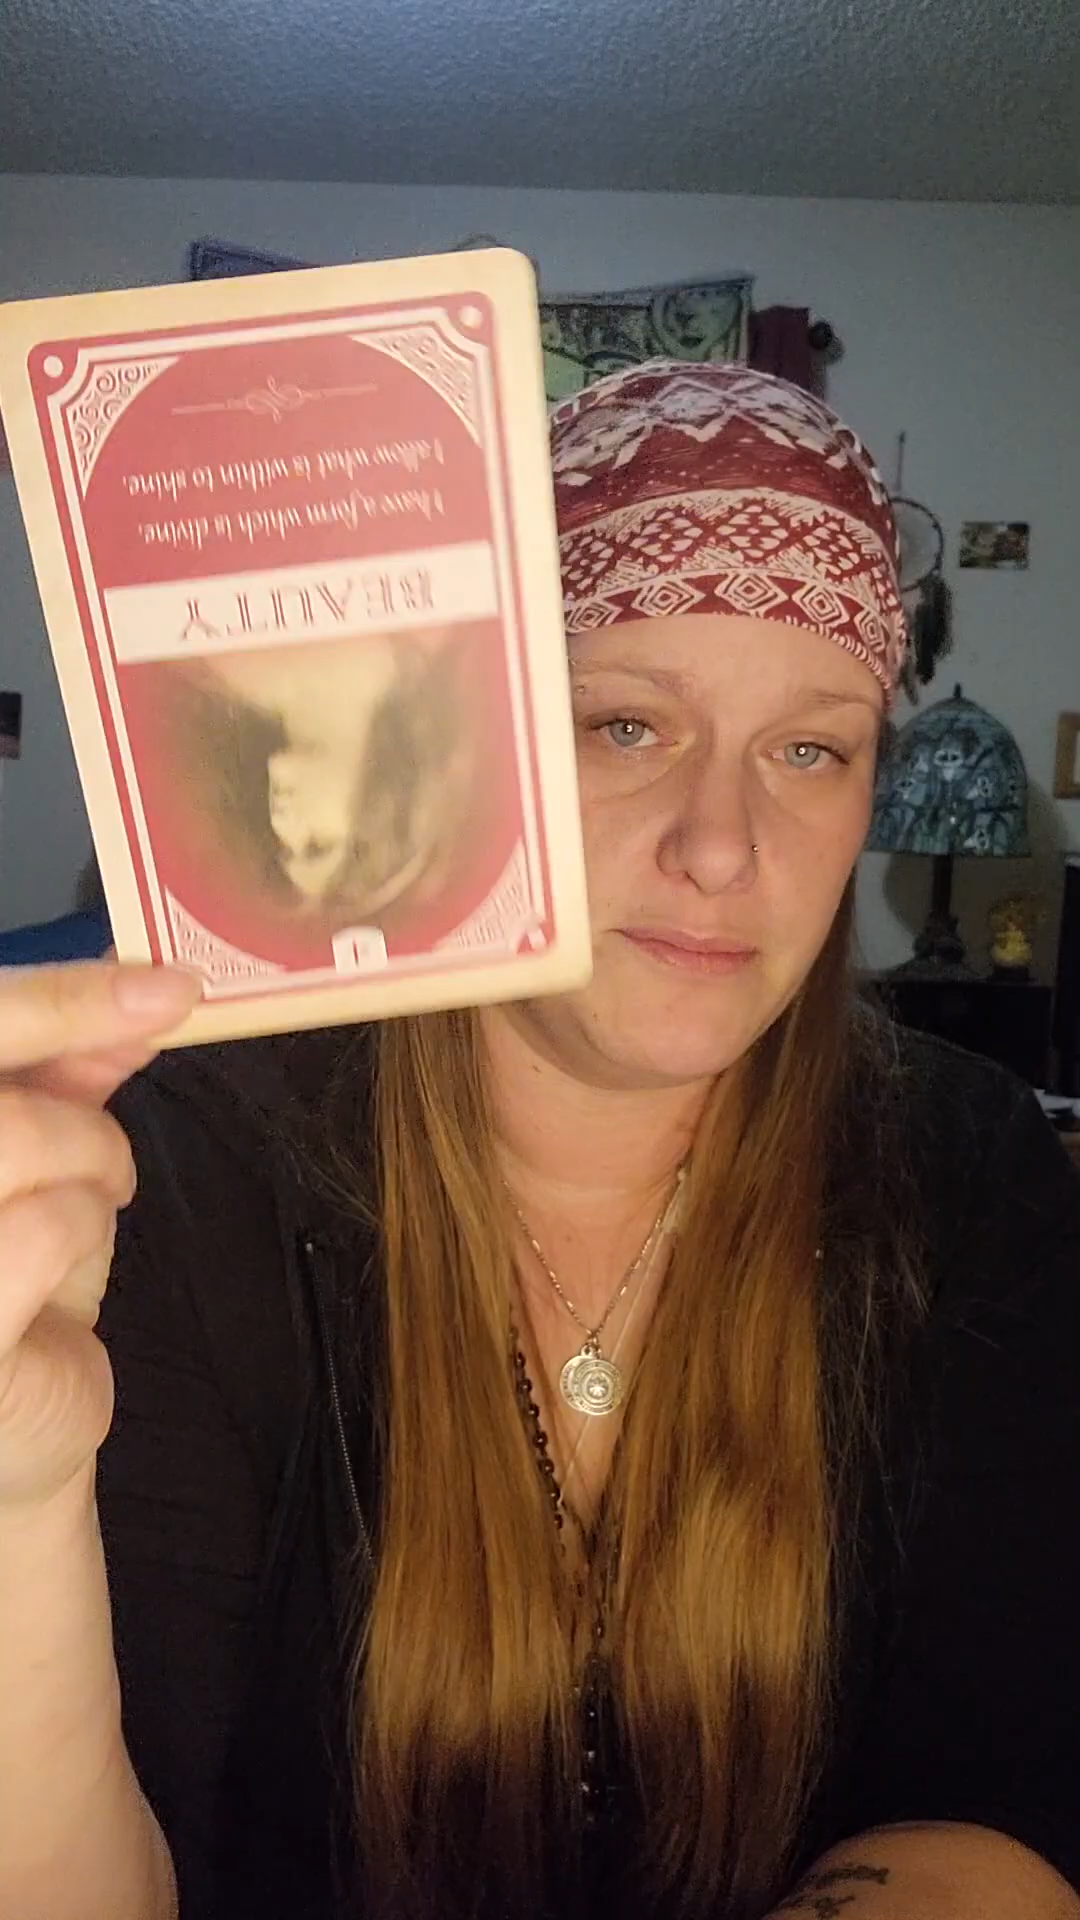 BEAUTY
I have a form which is divine.
I allow what is within to shine.